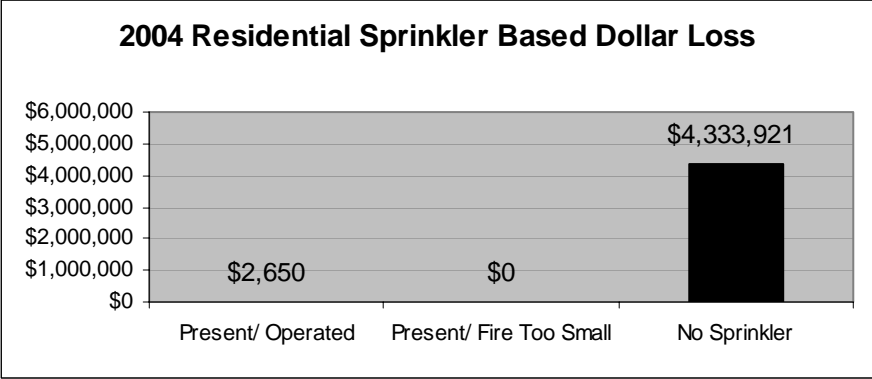 2004 Residential Sprinkler Based Dollar Loss
$6,000,000
$5,000,000
$4,000,000
$3,000,000
$2,000,000
$1,000,000
$0
$2,650
$0
$4,333,921
Present/ Operated
Present/ Fire Too Small
No Sprinkler